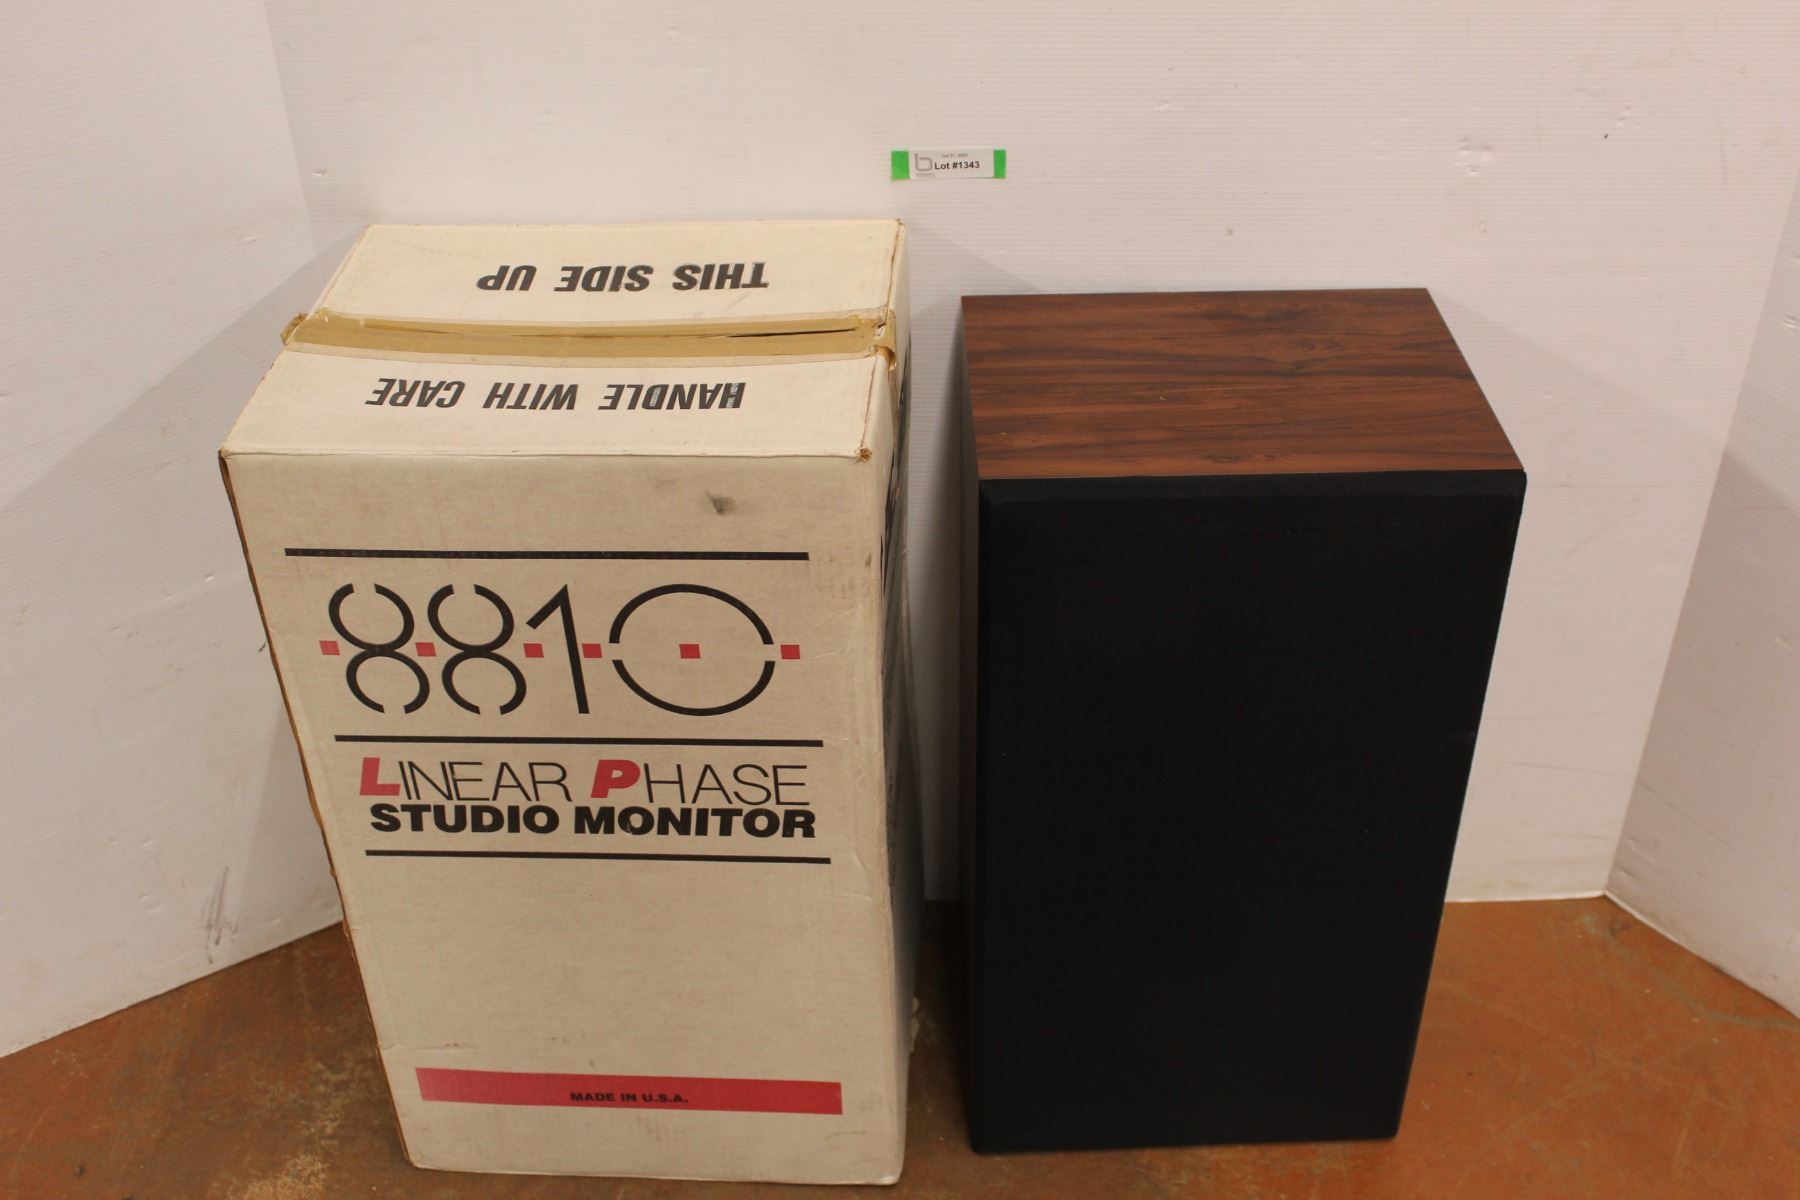 Lot #1343
THIS SIDE UP
HANDLE WITH CARE
8810
LINEAR PHASE
STUDIO MONITOR
MADE IN U.S.A.